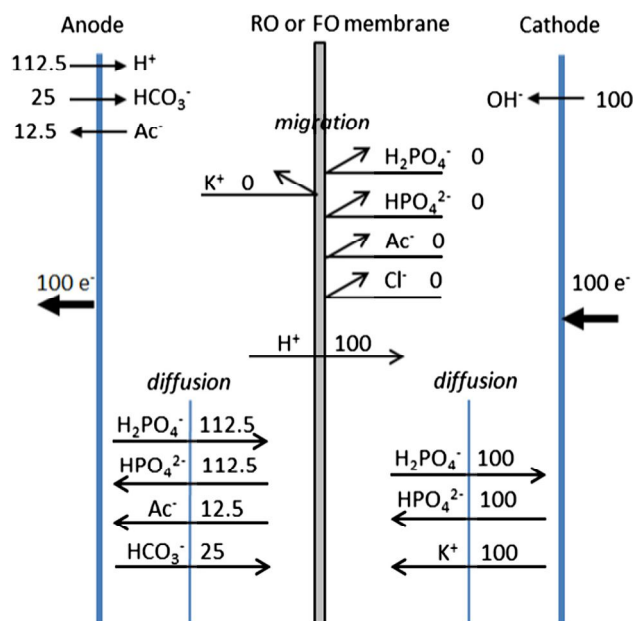 Anode RO or FO membrane Cathode
112.5 H⁺
25 HCO₃⁻
12.5 Ac⁻
OH⁻ 100
migration
K⁺ 0
H₂PO₄⁻ 0
HPO₄²⁻ 0
Ac⁻ 0
Cl⁻ 0
100 e⁻
100 e⁻
H⁺ 100
diffusion
H₂PO₄⁻ 112.5
HPO₄²⁻ 112.5
Ac⁻ 12.5
HCO₃⁻ 25
diffusion
H₂PO₄⁻ 100
HPO₄²⁻ 100
K⁺ 100